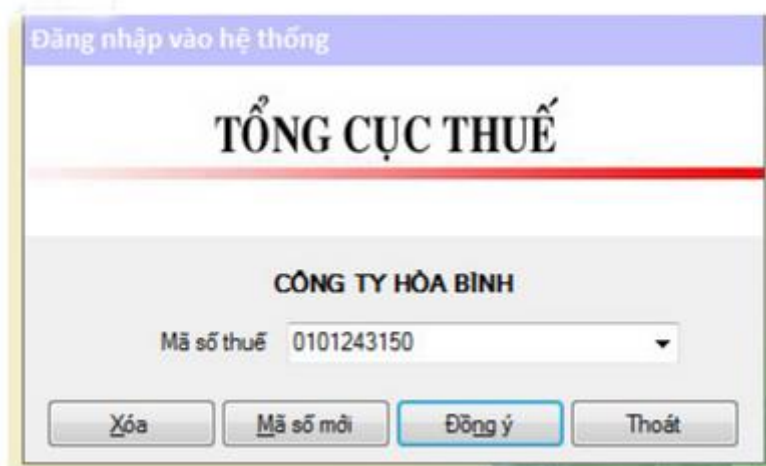 Đăng nhập vào hệ thống
TỔNG CỤC THUẾ
CÔNG TY HÒA BÌNH
Mã số thuế 0101243150
Xóa Mã số mới Đồng ý Thoát